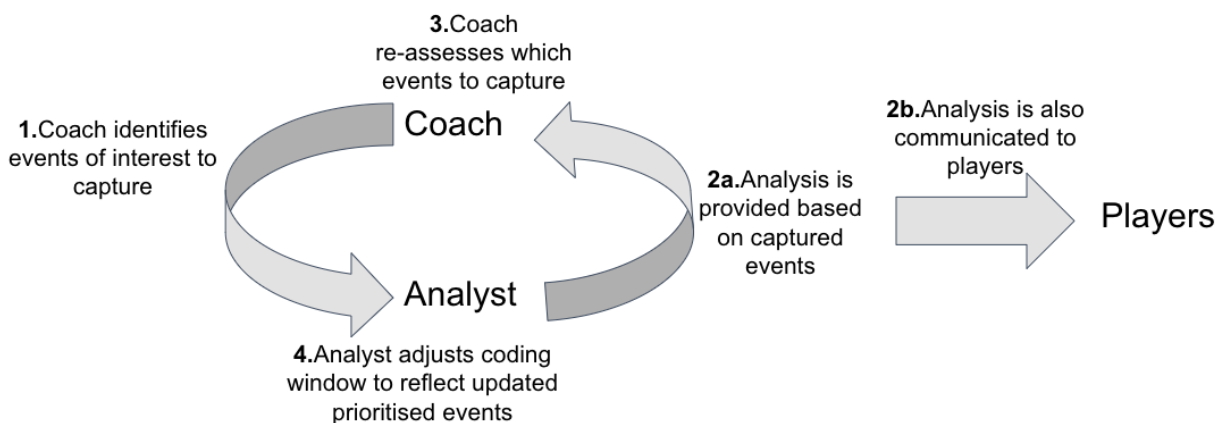 3.Coach
re-assesses which
events to capture
Coach
1.Coach identifies
events of interest to
capture
2b.Analysis is also
communicated to
players
2a.Analysis is
provided based
on captured
events
Players
Analyst
4.Analyst adjusts coding
window to reflect updated
prioritised events